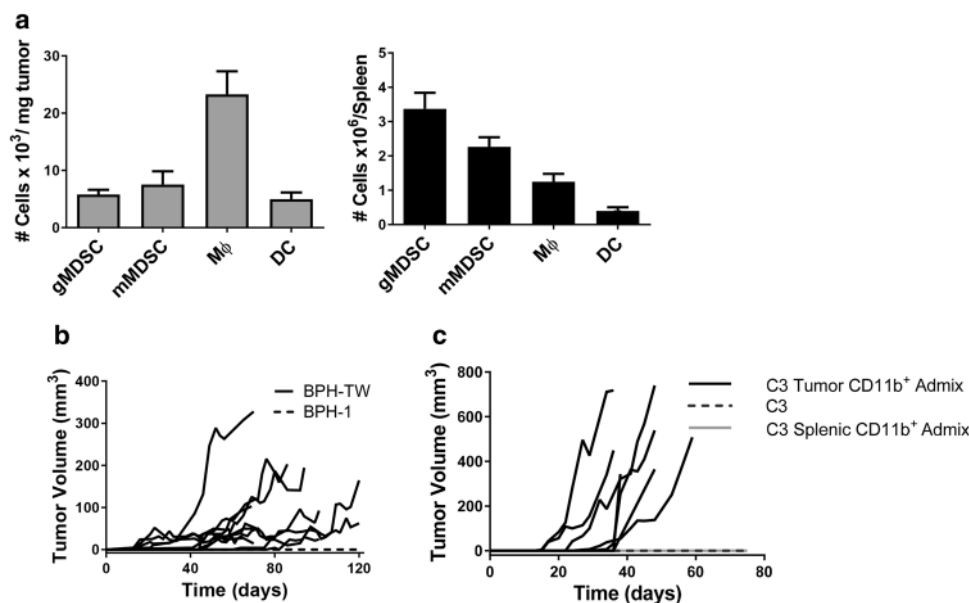 a
# Cells x 10³/ mg tumor
30
20
10
0
gMDSC
mMDSC
Mϕ
DC
# Cells x10⁶/Spleen
5
4
3
2
1
0
gMDSC
mMDSC
Mϕ
DC
b
Tumor Volume (mm³)
400
300
200
100
0
0 40 80 120
Time (days)
BPH-TW
BPH-1
c
Tumor Volume (mm³)
800
600
400
200
0
0 20 40 60 80
Time (days)
C3 Tumor CD11b⁺ Admix
C3
C3 Splenic CD11b⁺ Admix